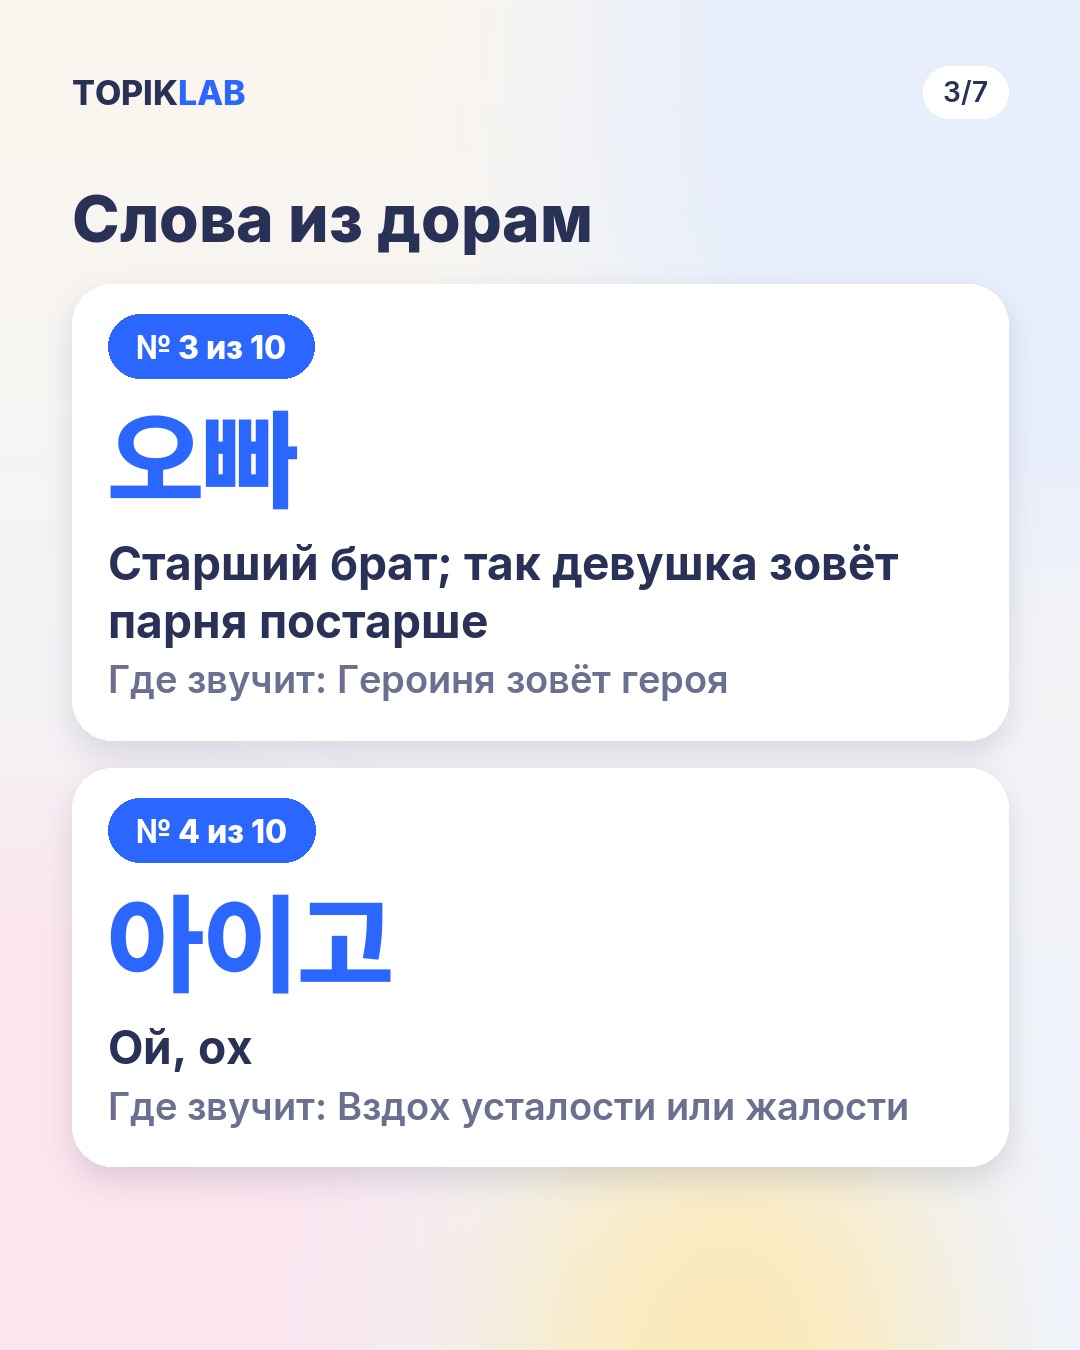 TOPIKLAB
3/7
Слова из дорам
№ 3 из 10
오빠
Старший брат; так девушка зовёт
парня постарше
Где звучит: Героиня зовёт героя
№ 4 из 10
아이고
Ой, ох
Где звучит: Вздох усталости или жалости